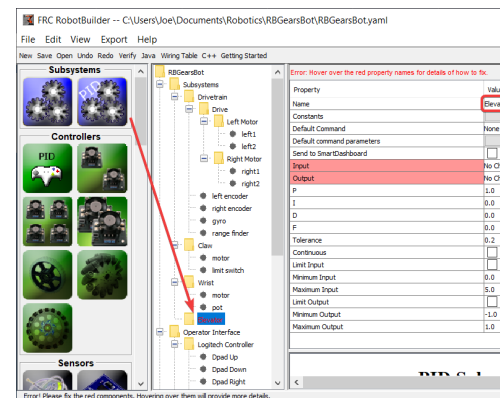 FRC RobotBuilder -- C:\Users\Joe\Documents\Robotics\RBGearsBot\RBGearsBot.yaml
File Edit View Export Help
New Save Open Undo Redo Verify Java Wiring Table C++ Getting Started
Subsystems
PID
Controllers
PID
Sensors
RBGearsBot
Subsystems
Drivetrain
Drive
Left Motor
left1
left2
Right Motor
right1
right2
left encoder
right encoder
gyro
range finder
Claw
motor
limit switch
Wrist
motor
pot
Elevator
Operator Interface
Logitech Controller
Dpad Up
Dpad Down
Dpad Right
Error: Hover over the red property names for details of how to fix.
Property Valu
Name Eleva
Constants
Default Command None
Default command parameters
Send to SmartDashboard
Input No Ch
Output No Ch
P 1.0
I 0.0
D 0.0
F 0.0
Tolerance 0.2
Continuous
Limit Input
Minimum Input 0.0
Maximum Input 5.0
Limit Output
Minimum Output -1.0
Maximum Output 1.0
Error! Please fix the red components. Hovering over them will provide more details.